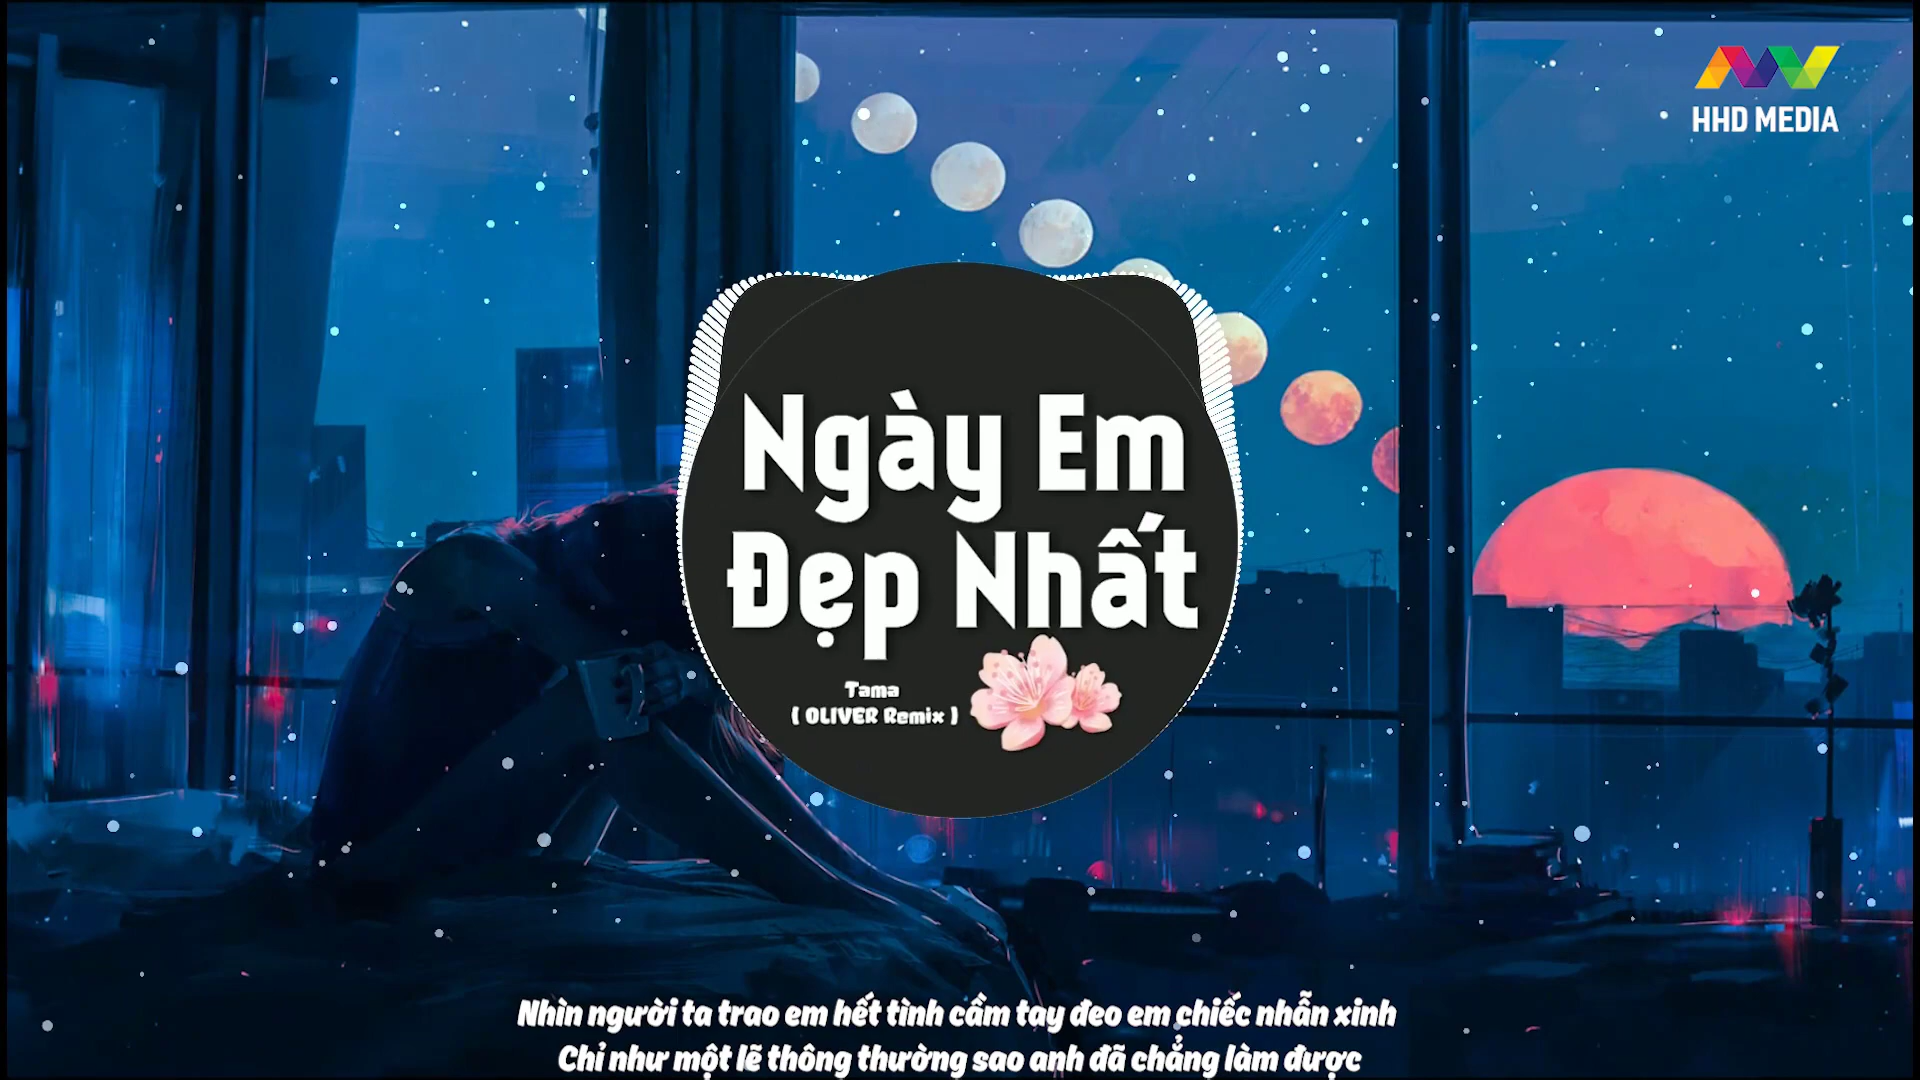 HHD MEDIA
Ngày Em
Đẹp Nhất
Tama
( OLIVER Remix )
Nhìn người ta trao em hết tình cầm tay đeo em chiếc nhẫn xinh
Chỉ như một lẽ thông thường sao anh đã chẳng làm được